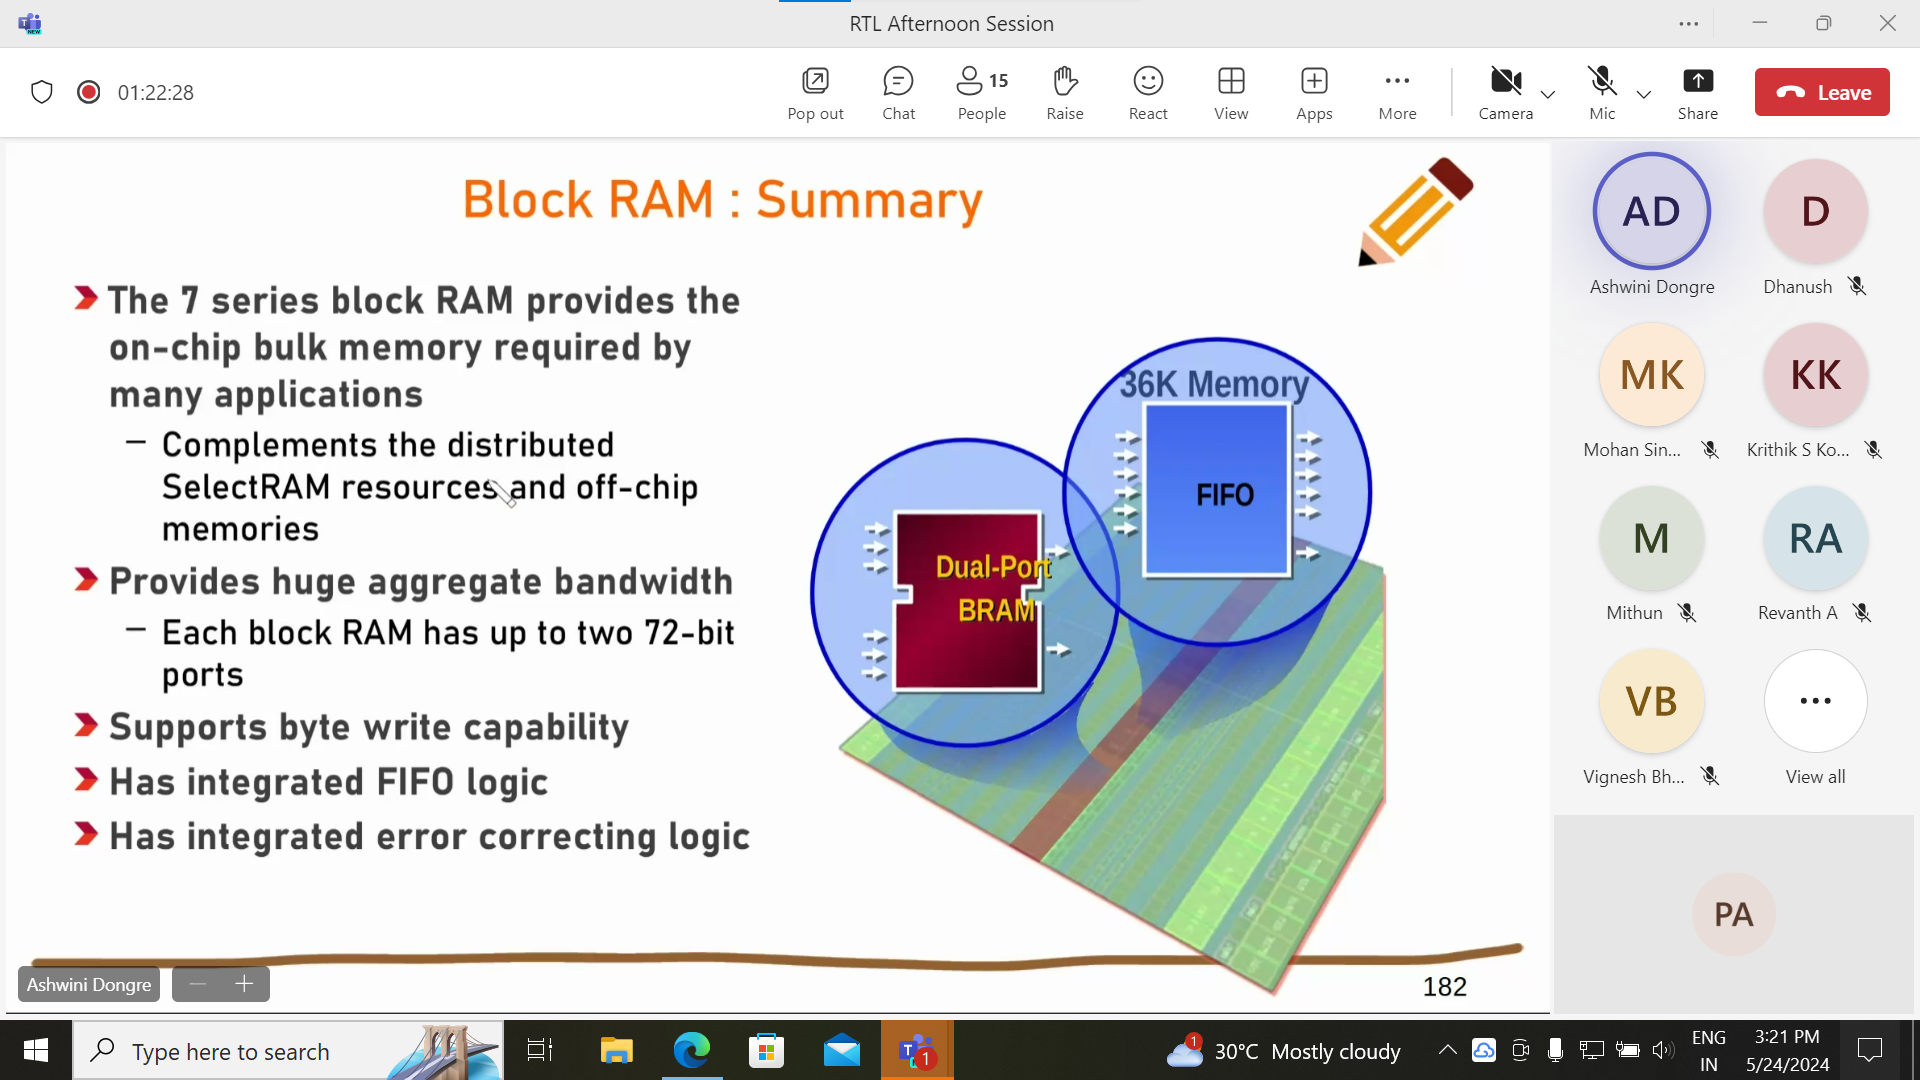 RTL Afternoon Session
NEW
01:22:28
Pop out
Chat
15
People
Raise
React
View
Apps
More
Camera
Mic
Share
Leave
Block RAM : Summary
The 7 series block RAM provides the
on-chip bulk memory required by
many applications
– Complements the distributed
SelectRAM resources and off-chip
memories
Provides huge aggregate bandwidth
– Each block RAM has up to two 72-bit
ports
Supports byte write capability
Has integrated FIFO logic
Has integrated error correcting logic
36K Memory
FIFO
Dual-Port
BRAM
182
Ashwini Dongre
AD
Ashwini Dongre
D
Dhanush
MK
Mohan Sin...
KK
Krithik S Ko...
M
Mithun
RA
Revanth A
VB
Vignesh Bh...
View all
PA
Type here to search
1
1
30°C Mostly cloudy
ENG
IN
3:21 PM
5/24/2024